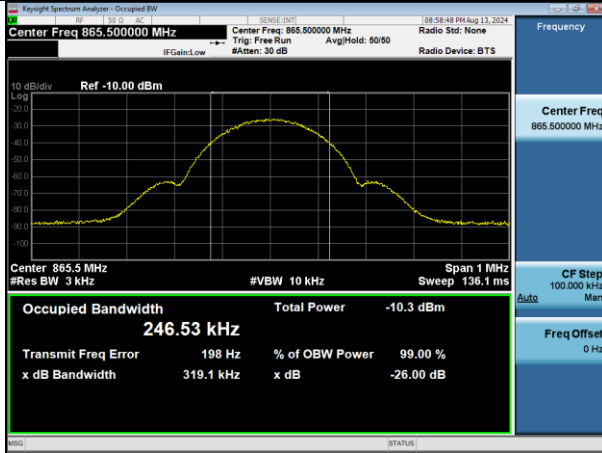 Keysight Spectrum Analyzer - Occupied BW
RF 50 Ω AC SENSE:INT 08:58:48 PM Aug 13, 2024
Center Freq 865.500000 MHz Center Freq: 865.500000 MHz Radio Std: None
Trig: Free Run Avg|Hold: 50/50
IFGain:Low #Atten: 30 dB Radio Device: BTS
10 dB/div Ref -10.00 dBm
Log
-20.0
-30.0
-40.0
-50.0
-60.0
-70.0
-80.0
-90.0
-100
Center 865.5 MHz Span 1 MHz
#Res BW 3 kHz #VBW 10 kHz Sweep 136.1 ms
Occupied Bandwidth Total Power -10.3 dBm
246.53 kHz
Transmit Freq Error 198 Hz % of OBW Power 99.00 %
x dB Bandwidth 319.1 kHz x dB -26.00 dB
MSG STATUS
Frequency
Center Freq
865.500000 MHz
CF Step
100.000 kHz
Auto Man
Freq Offset
0 Hz